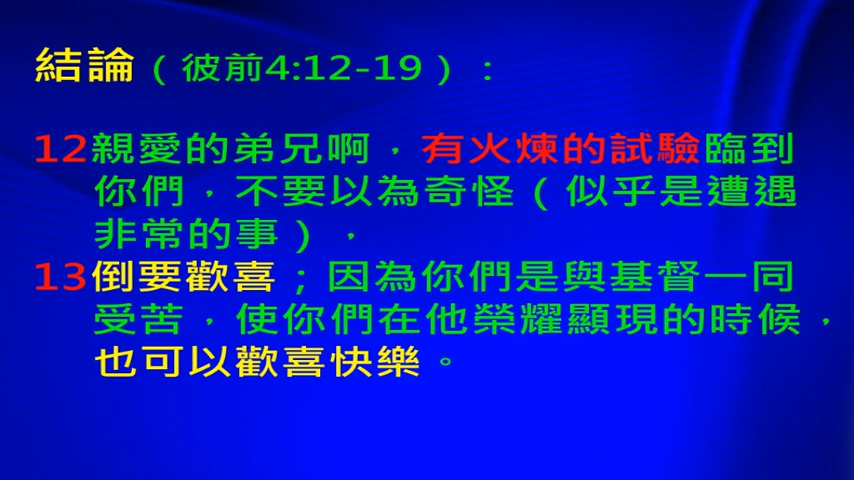 結論（彼前4:12-19）：
12親愛的弟兄啊，有火煉的試驗臨到
你們，不要以為奇怪（似乎是遭遇
非常的事），
13倒要歡喜；因為你們是與基督一同
受苦，使你們在他榮耀顯現的時候，
也可以歡喜快樂。